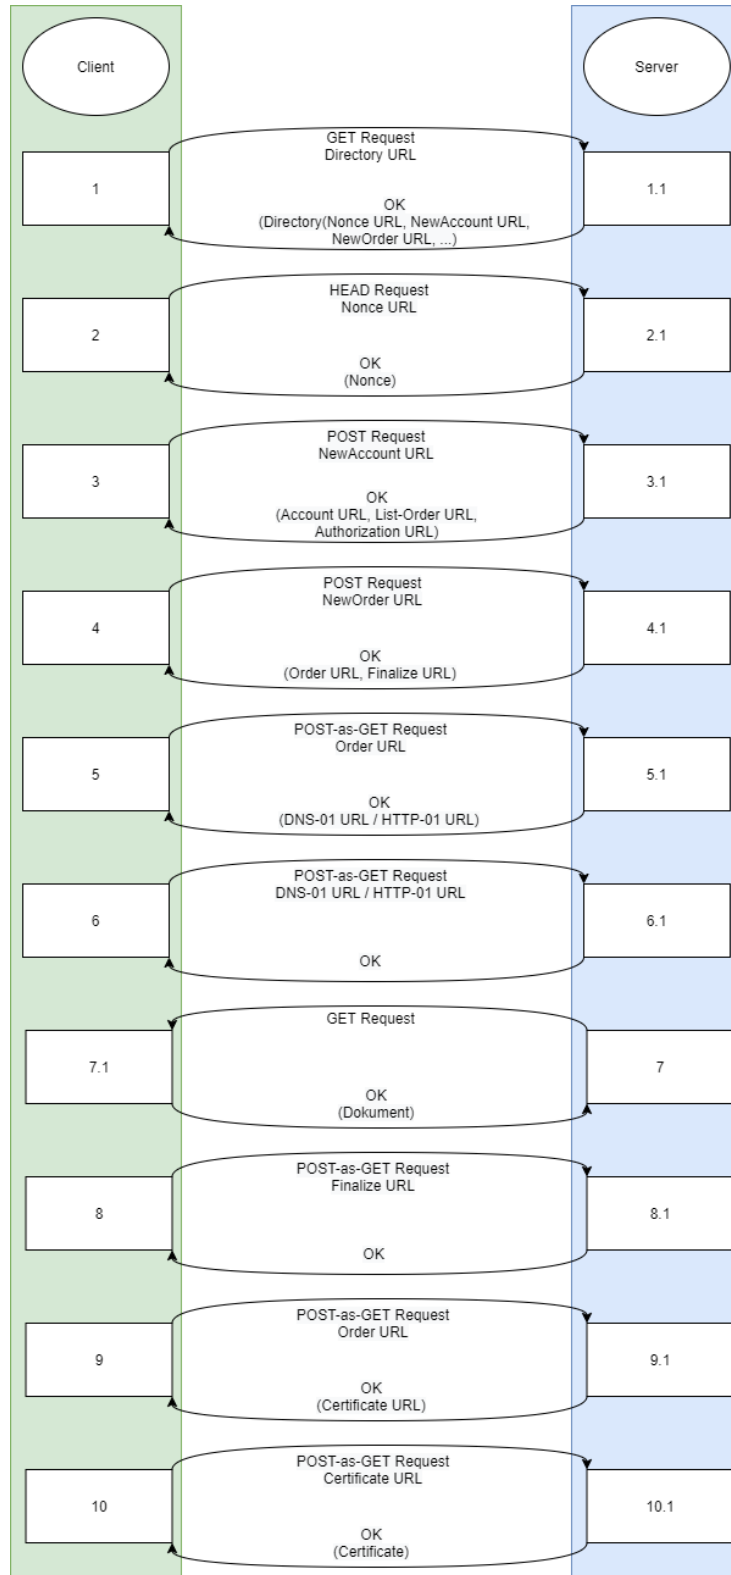 Client
Server
GET Request
Directory URL
1
1.1
OK
(Directory(Nonce URL, NewAccount URL,
NewOrder URL, ...)
HEAD Request
Nonce URL
2
2.1
OK
(Nonce)
POST Request
NewAccount URL
3
3.1
OK
(Account URL, List-Order URL,
Authorization URL)
POST Request
NewOrder URL
4
4.1
OK
(Order URL, Finalize URL)
POST-as-GET Request
Order URL
5
5.1
OK
(DNS-01 URL / HTTP-01 URL)
POST-as-GET Request
DNS-01 URL / HTTP-01 URL
6
6.1
OK
GET Request
7.1
7
OK
(Dokument)
POST-as-GET Request
Finalize URL
8
8.1
OK
POST-as-GET Request
Order URL
9
9.1
OK
(Certificate URL)
POST-as-GET Request
Certificate URL
10
10.1
OK
(Certificate)